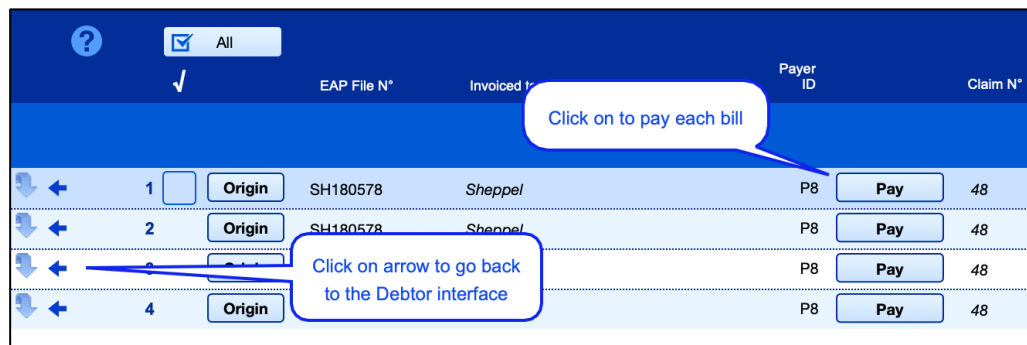 ? All
√ EAP File N° Invoiced Payer ID Claim N°
Click on to pay each bill
1 Origin SH180578 Sheppel P8 Pay 48
2 Origin SH180578 Sheppel P8 Pay 48
P8 Pay 48
Click on arrow to go back
to the Debtor interface
4 Origin P8 Pay 48